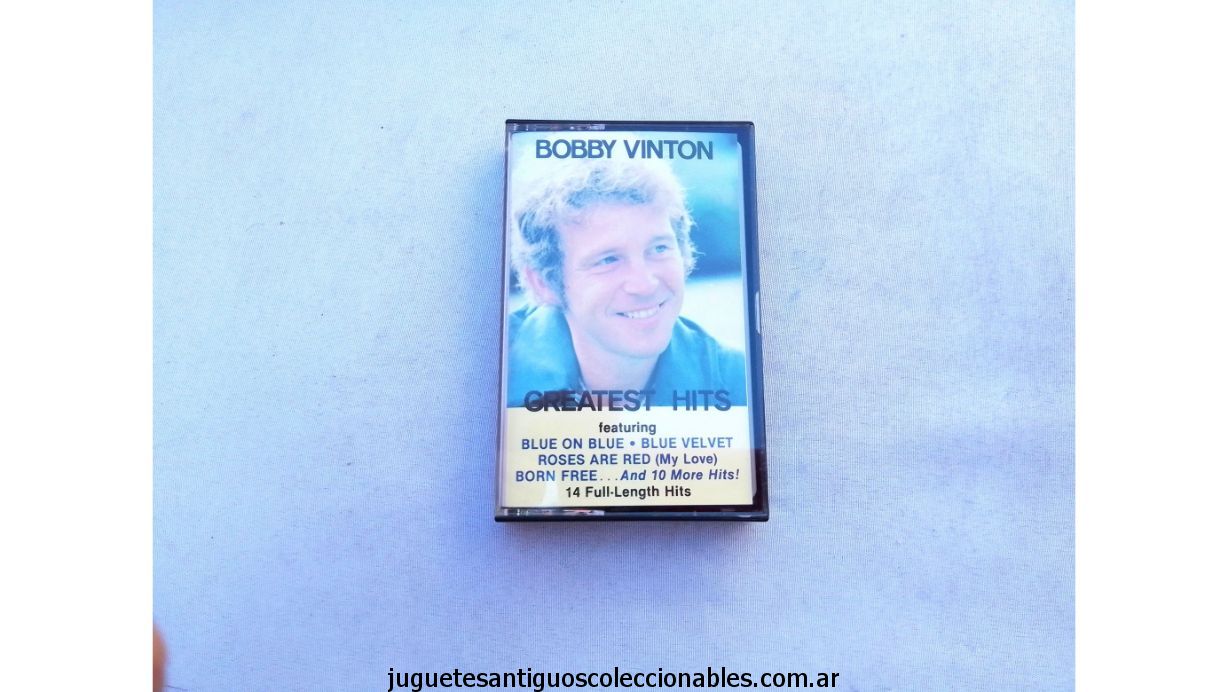 BOBBY VINTON
GREATEST HITS
featuring
BLUE ON BLUE • BLUE VELVET
ROSES ARE RED (My Love)
BORN FREE...And 10 More Hits!
14 Full-Length Hits
juguetesantiguoscoleccionables.com.ar